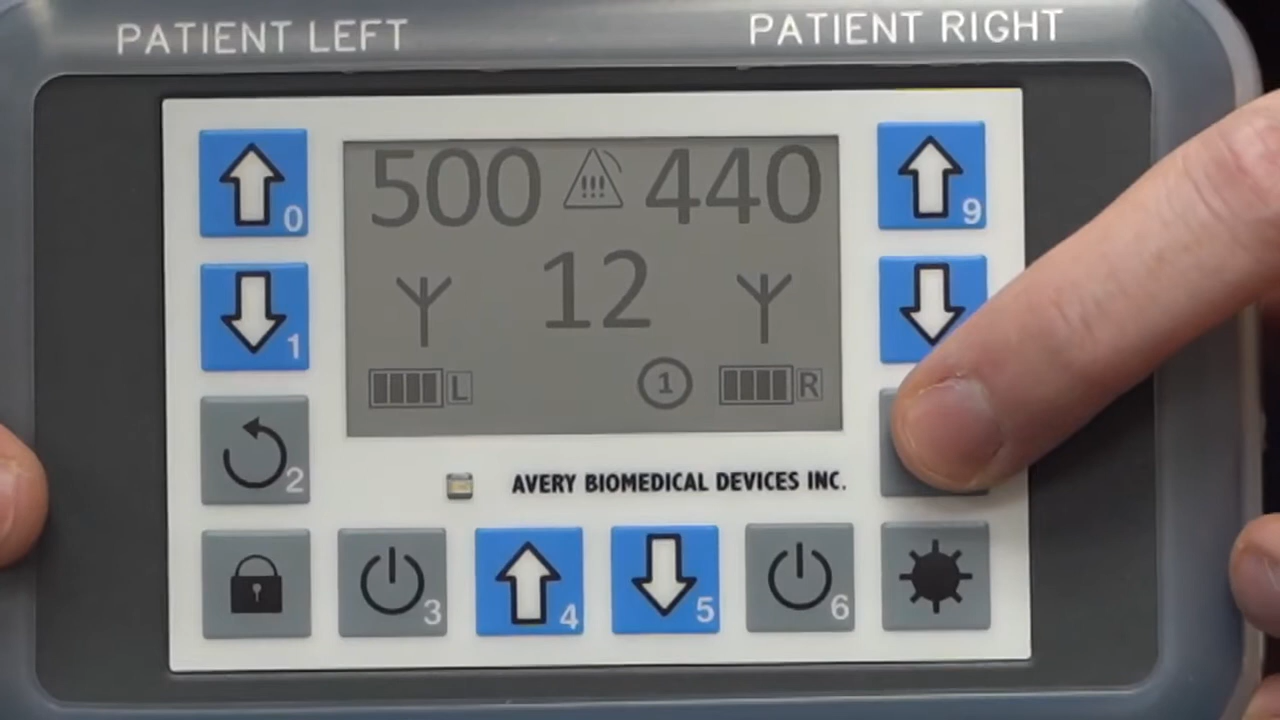 PATIENT LEFT PATIENT RIGHT
0 500 !!! 440 9
12
1
L 1 R
2
AVERY BIOMEDICAL DEVICES INC.
3 4 5 6